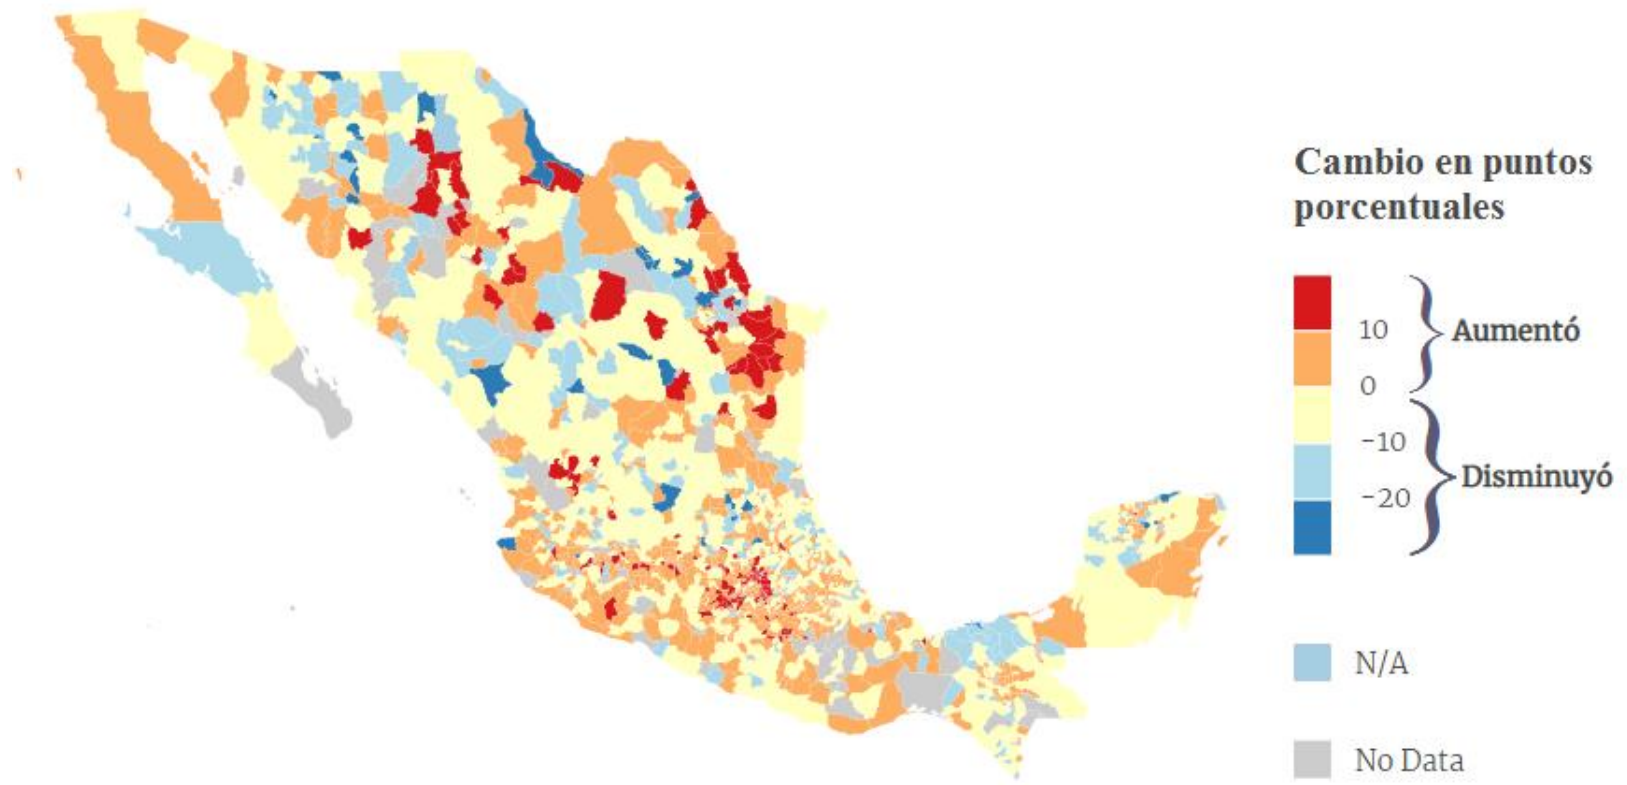 Cambio en puntos
porcentuales
10
Aumentó
0
−10
Disminuyó
−20
N/A
No Data